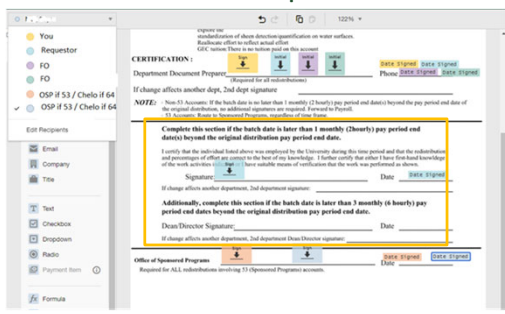 122%
You
Requestor
FO
FO
OSP if 53 / Chelo if 64
OSP if 53 / Chelo if 64
Edit Recipients
Email
Company
Title
Text
Checkbox
Dropdown
Radio
Payment Item
Formula
standardization of sheen detection/quantification on water surfaces.
Reallocate effort to reflect actual effort
GEC tuition:There is no tuition paid on this account
CERTIFICATION :
Sign
Initial
Initial
Initial
Date Signed Date Signed
Department Document Preparer
Phone Date Signed Date Signed
(Required for all redistributions)
If change affects another dept, 2nd dept signature
NOTE: · Non-53 Accounts: If the batch date is later than 1 monthly (2 hourly) pay period end date(s) beyond the pay period end date of
the original distribution, no additional signatures are required. Forward to Payroll.
· 53 Accounts: Route to Sponsored Programs, regardless of time frame.
Complete this section if the batch date is later than 1 monthly (2hourly) pay period end
date(s) beyond the original distribution pay period end date.
I certify that the individual listed above was employed by the University during this time period and that the redistribution
and percentages of effort are correct to the best of my knowledge. I further certify that either I have first-hand knowledge
of the work activities or have suitable means of verification that the work was performed as shown.
Sign
Signature:
Date Date Signed
If change affects another department, 2nd department signature:
Additionally, complete this section if the batch date is later than 3 monthly (6 hourly) pay
period end dates beyond the original distribution pay period end date.
Dean/Director Signature:
Date
If change affects another department, 2nd department Dean/Director signature:
Sign
Sign
Office of Sponsored Programs
Date Signed
Date Signed
Date
Required for ALL redistributions involving 53 (Sponsored Programs) accounts.